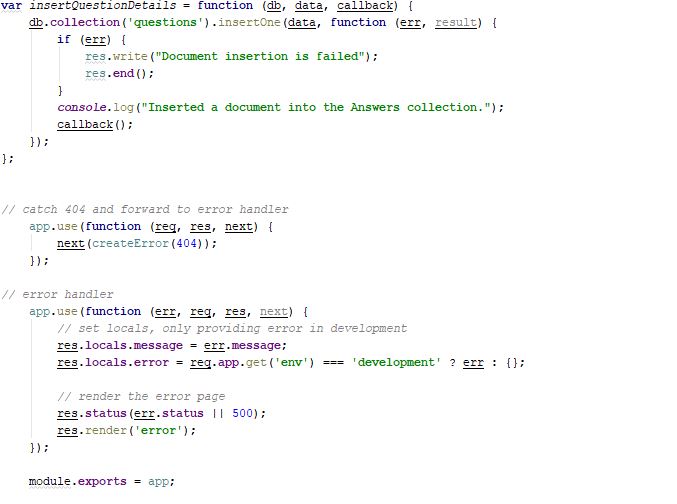 var insertQuestionDetails = function (db, data, callback) {
    db.collection('questions').insertOne(data, function (err, result) {
        if (err) {
            res.write("Document insertion is failed");
            res.end();
        }
        console.log("Inserted a document into the Answers collection.");
        callback();
    });
};
// catch 404 and forward to error handler
    app.use(function (req, res, next) {
        next(createError(404));
    });
// error handler
    app.use(function (err, req, res, next) {
        // set locals, only providing error in development
        res.locals.message = err.message;
        res.locals.error = req.app.get('env') === 'development' ? err : {};
        // render the error page
        res.status(err.status || 500);
        res.render('error');
    });
    module.exports = app;